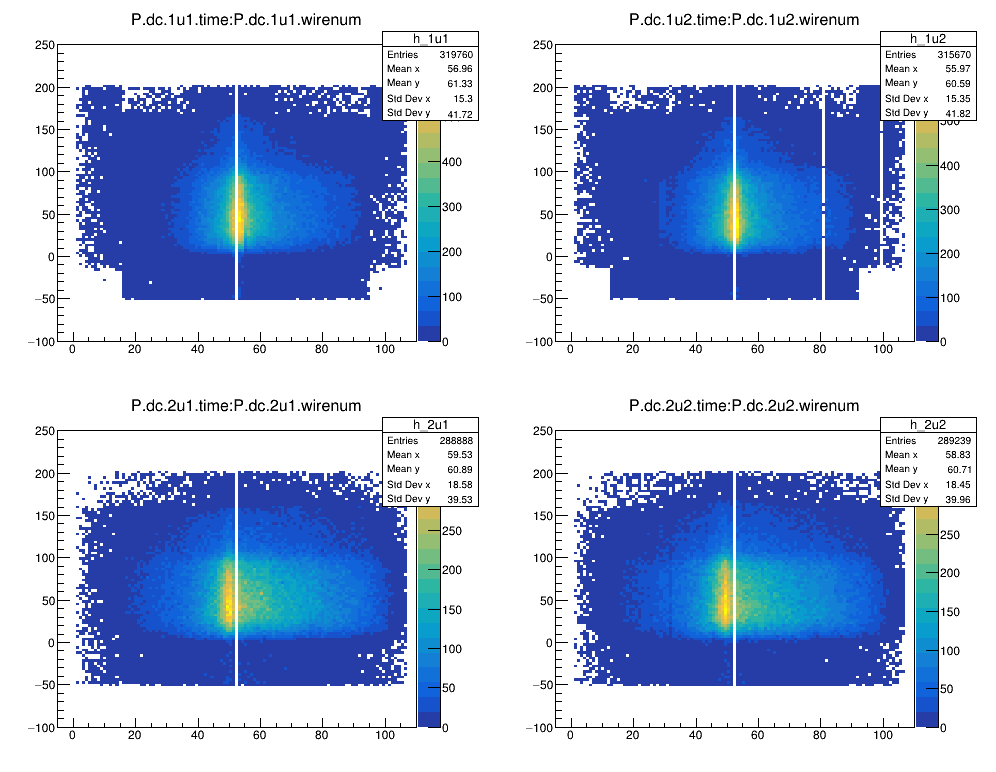 P.dc.1u1.time:P.dc.1u1.wirenum
h_1u1
Entries 319760
Mean x 56.96
Mean y 61.33
Std Dev x 15.3
Std Dev y 41.72
250
200
150
100
50
0
−50
−100
0 20 40 60 80 100
400
300
200
100
0
P.dc.1u2.time:P.dc.1u2.wirenum
h_1u2
Entries 315670
Mean x 55.97
Mean y 60.59
Std Dev x 15.35
Std Dev y 41.82
250
200
150
100
50
0
−50
−100
0 20 40 60 80 100
500
400
300
200
100
0
P.dc.2u1.time:P.dc.2u1.wirenum
h_2u1
Entries 288888
Mean x 59.53
Mean y 60.89
Std Dev x 18.58
Std Dev y 39.53
250
200
150
100
50
0
−50
−100
0 20 40 60 80 100
250
200
150
100
50
0
P.dc.2u2.time:P.dc.2u2.wirenum
h_2u2
Entries 289239
Mean x 58.83
Mean y 60.71
Std Dev x 18.45
Std Dev y 39.96
250
200
150
100
50
0
−50
−100
0 20 40 60 80 100
250
200
150
100
50
0